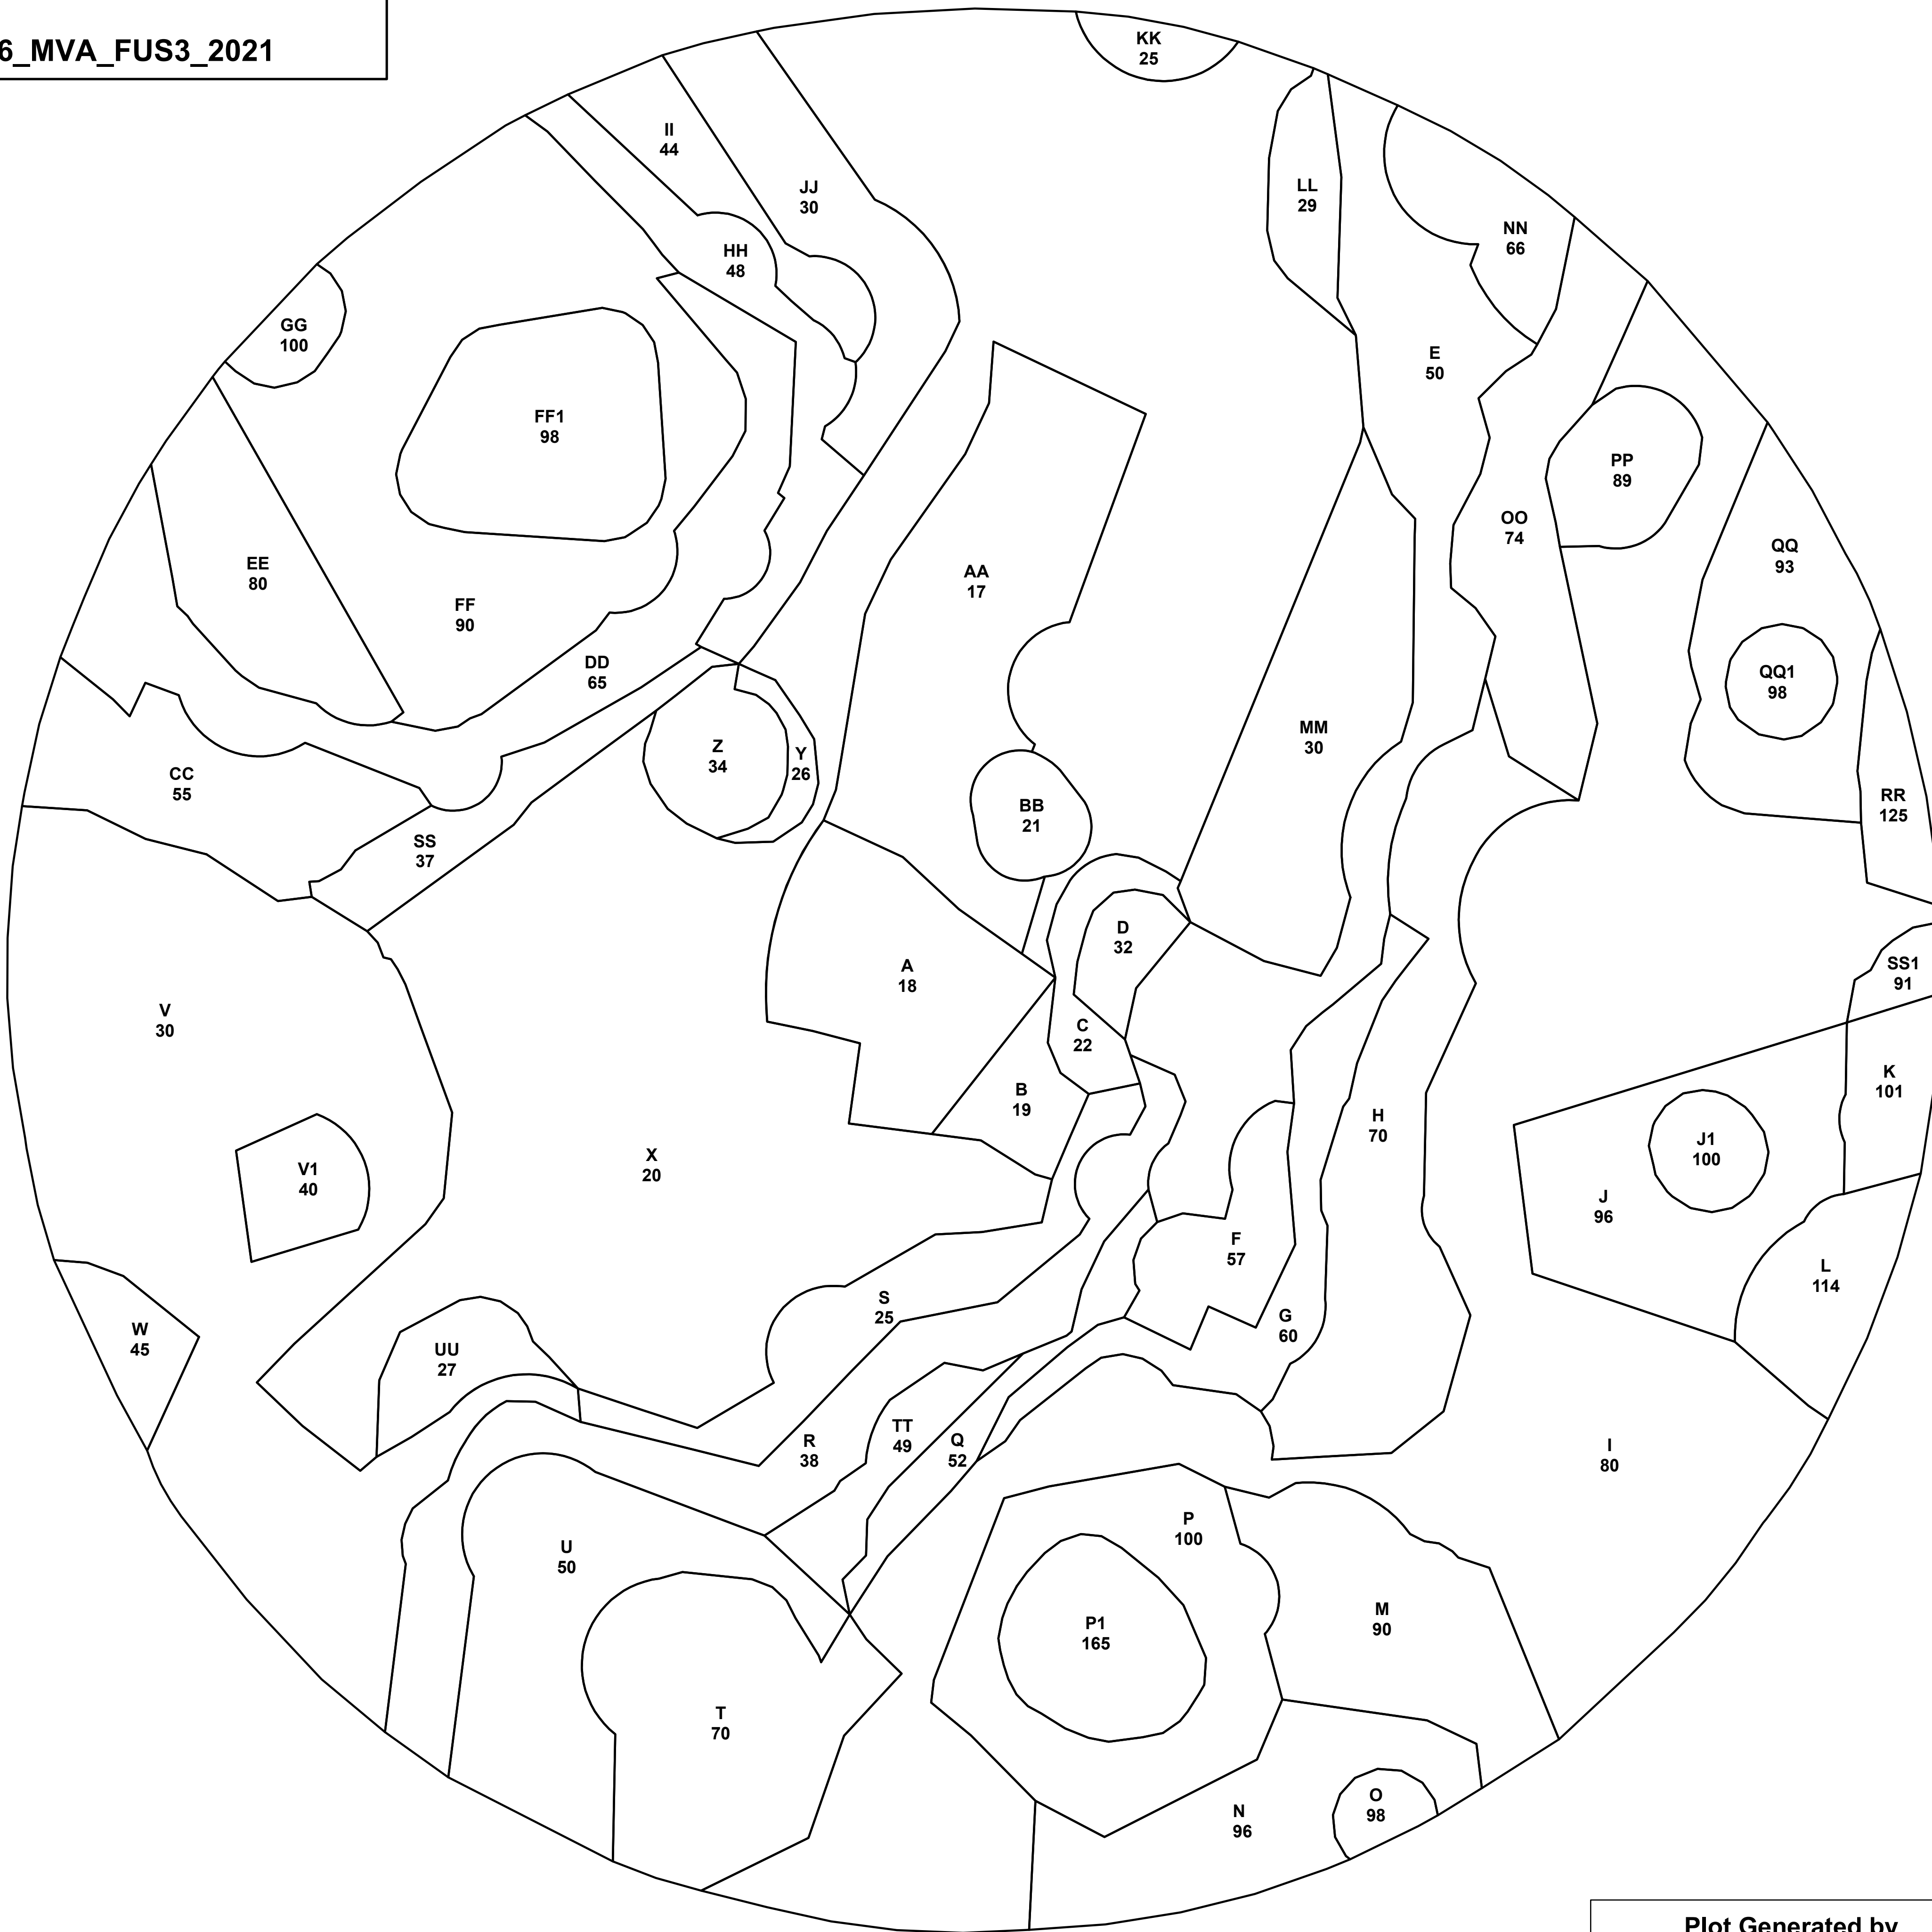 6_MVA_FUS3_2021
KK
25
II
44
JJ
30
LL
29
NN
66
HH
48
GG
100
E
50
FF1
98
PP
89
OO
74
QQ
93
EE
80
AA
17
FF
90
DD
65
QQ1
98
MM
30
Z
34
Y
26
CC
55
BB
21
RR
125
SS
37
D
32
A
18
SS1
91
V
30
C
22
K
101
B
19
H
70
J1
100
X
20
V1
40
J
96
F
57
L
114
S
25
G
60
W
45
UU
27
TT
49
Q
52
R
38
I
80
P
100
U
50
M
90
P1
165
T
70
O
98
N
96
Plot Generated by